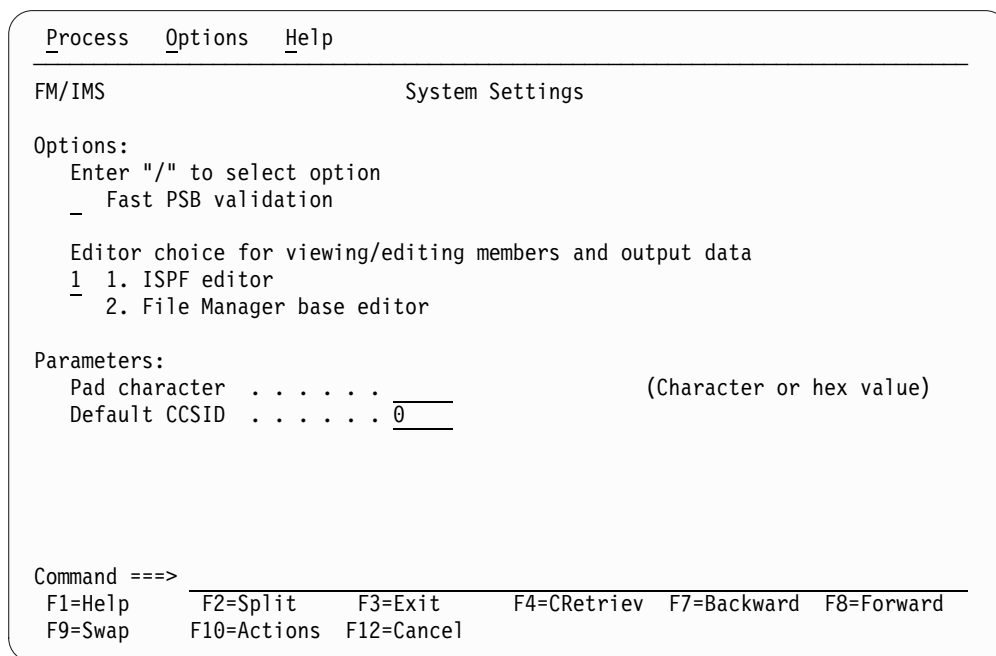 Process Options Help
FM/IMS System Settings
Options:
Enter "/" to select option
_ Fast PSB validation
Editor choice for viewing/editing members and output data
1 1. ISPF editor
2. File Manager base editor
Parameters:
Pad character . . . . . . (Character or hex value)
Default CCSID . . . . . . 0
Command ===>
F1=Help F2=Split F3=Exit F4=CRetriev F7=Backward F8=Forward
F9=Swap F10=Actions F12=Cancel